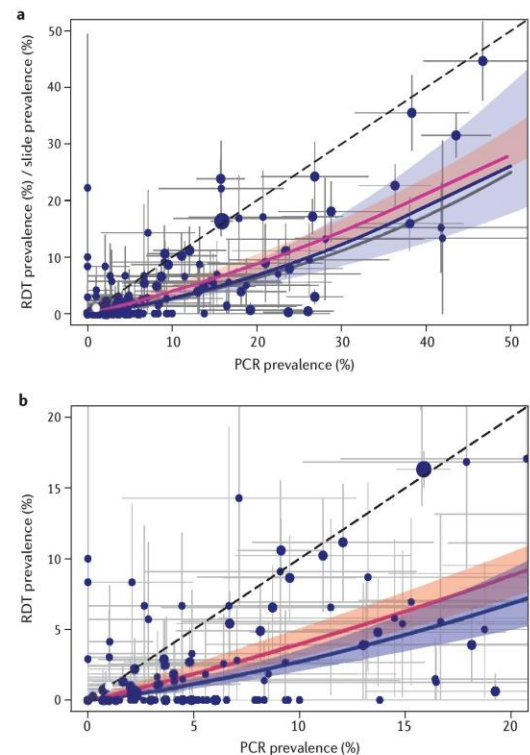 a
RDT prevalence (%) / slide prevalence (%)
50
40
30
20
10
0
0 10 20 30 40 50
PCR prevalence (%)
b
RDT prevalence (%)
20
15
10
5
0
0 5 10 15 20
PCR prevalence (%)